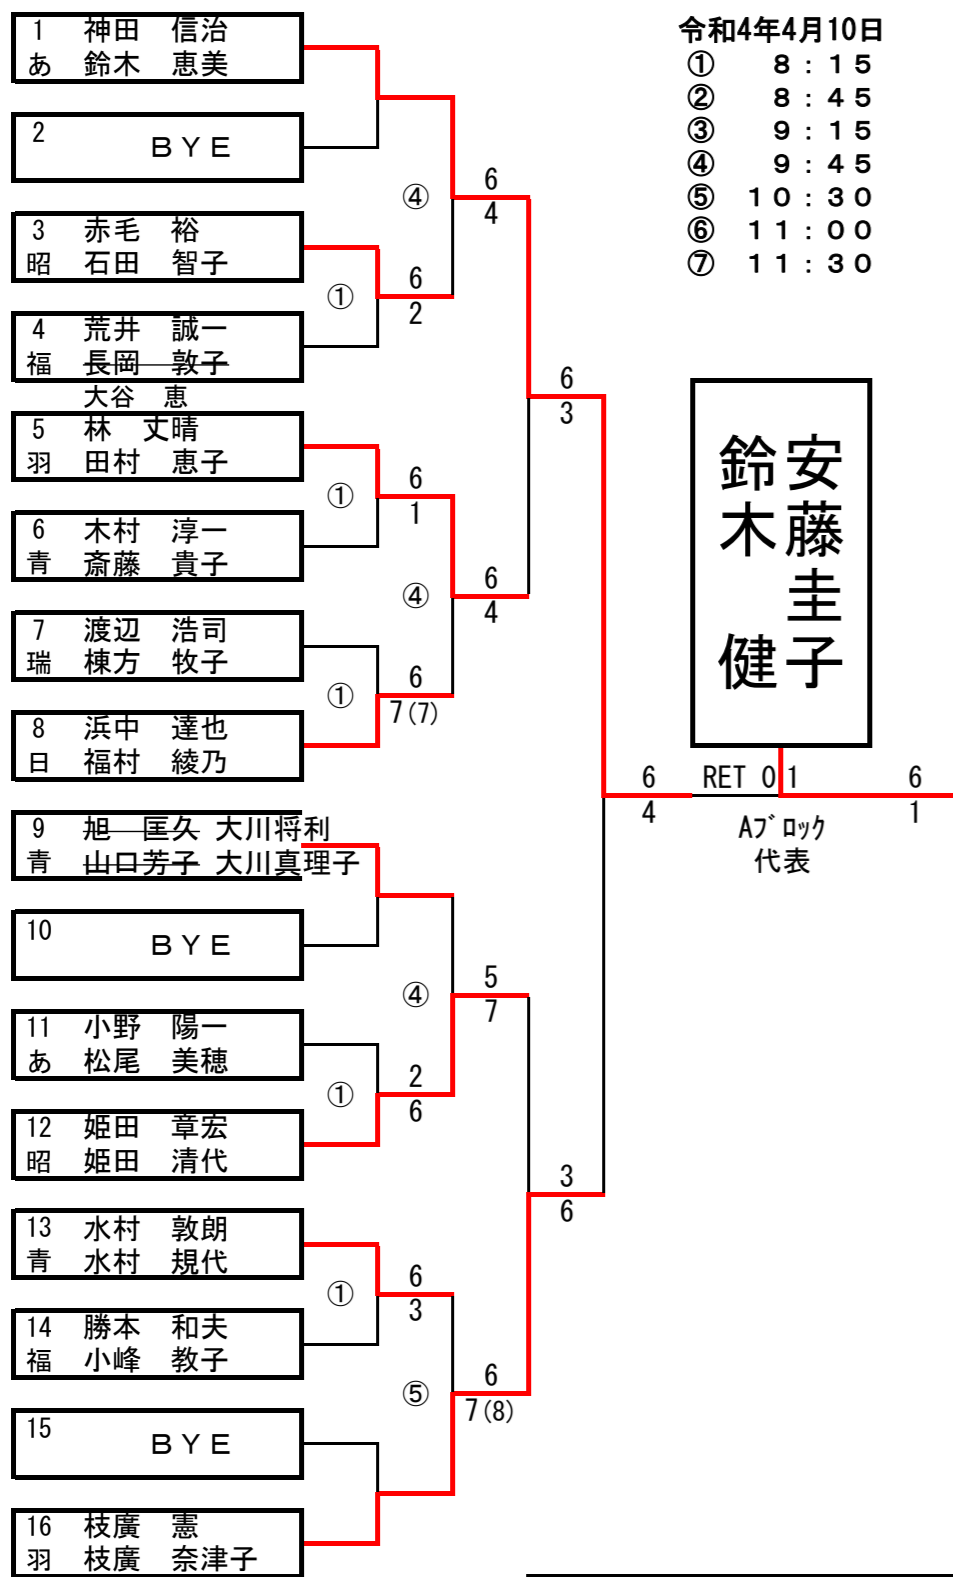 令和4年4月10日
① 8：15
② 8：45
③ 9：15
④ 9：45
⑤ 10：30
⑥ 11：00
⑦ 11：30
1 神田 信治
あ 鈴木 恵美
2 BYE
④
6
4
3 赤毛 裕
昭 石田 智子
①
6
2
4 荒井 誠一
福 長岡 敦子
大谷 恵
6
3
5 林 丈晴
羽 田村 恵子
①
6
1
6 木村 淳一
青 斎藤 貴子
④
6
4
7 渡辺 浩司
瑞 棟方 牧子
①
6
7(7)
8 浜中 達也
日 福村 綾乃
安藤圭子
鈴木 健
6
4
RET 0 1
6
1
Aブロック
代表
9 旭 匡久 大川将利
青 山口芳子 大川真理子
10 BYE
④
5
7
11 小野 陽一
あ 松尾 美穂
①
2
6
12 姫田 章宏
昭 姫田 清代
3
6
13 水村 敦朗
青 水村 規代
①
6
3
14 勝本 和夫
福 小峰 教子
⑤
6
7(8)
15 BYE
16 枝廣 憲
羽 枝廣 奈津子